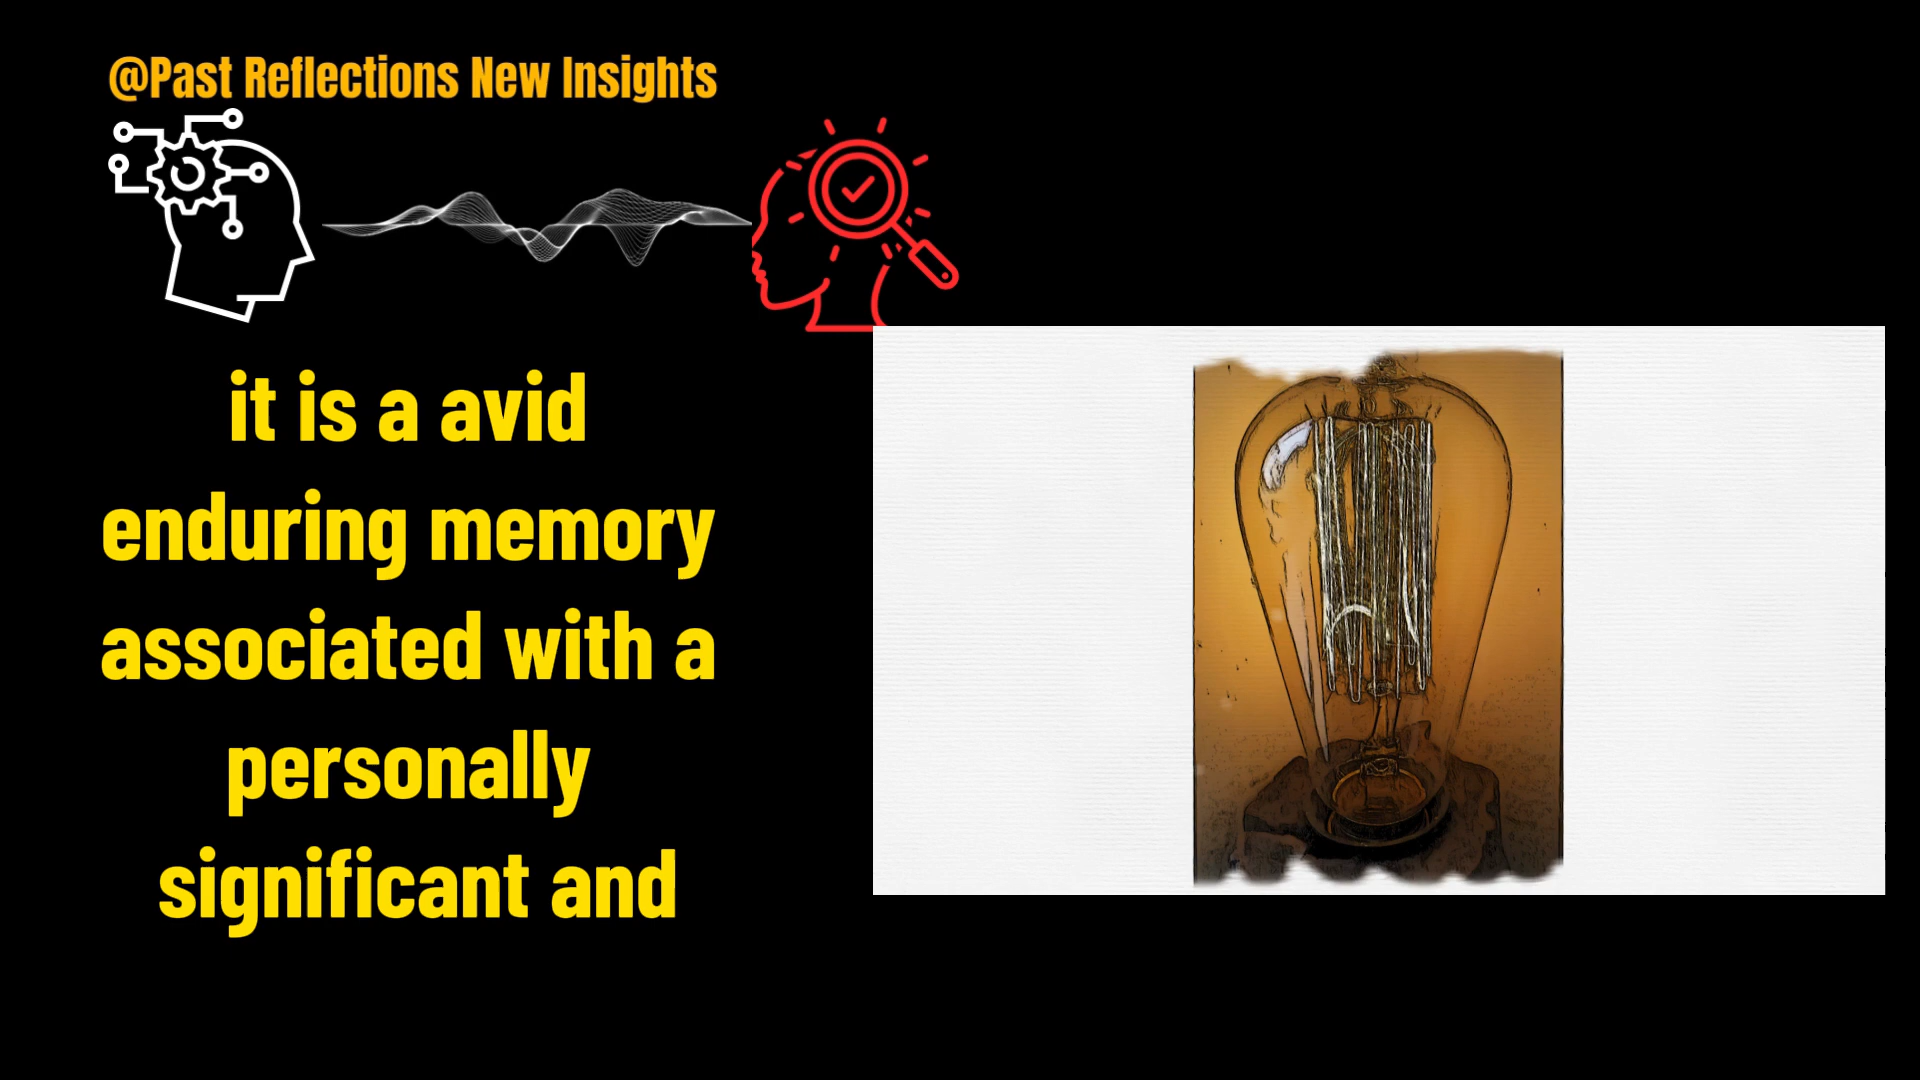 @Past Reflections New Insights
it is a avid
enduring memory
associated with a
personally
significant and